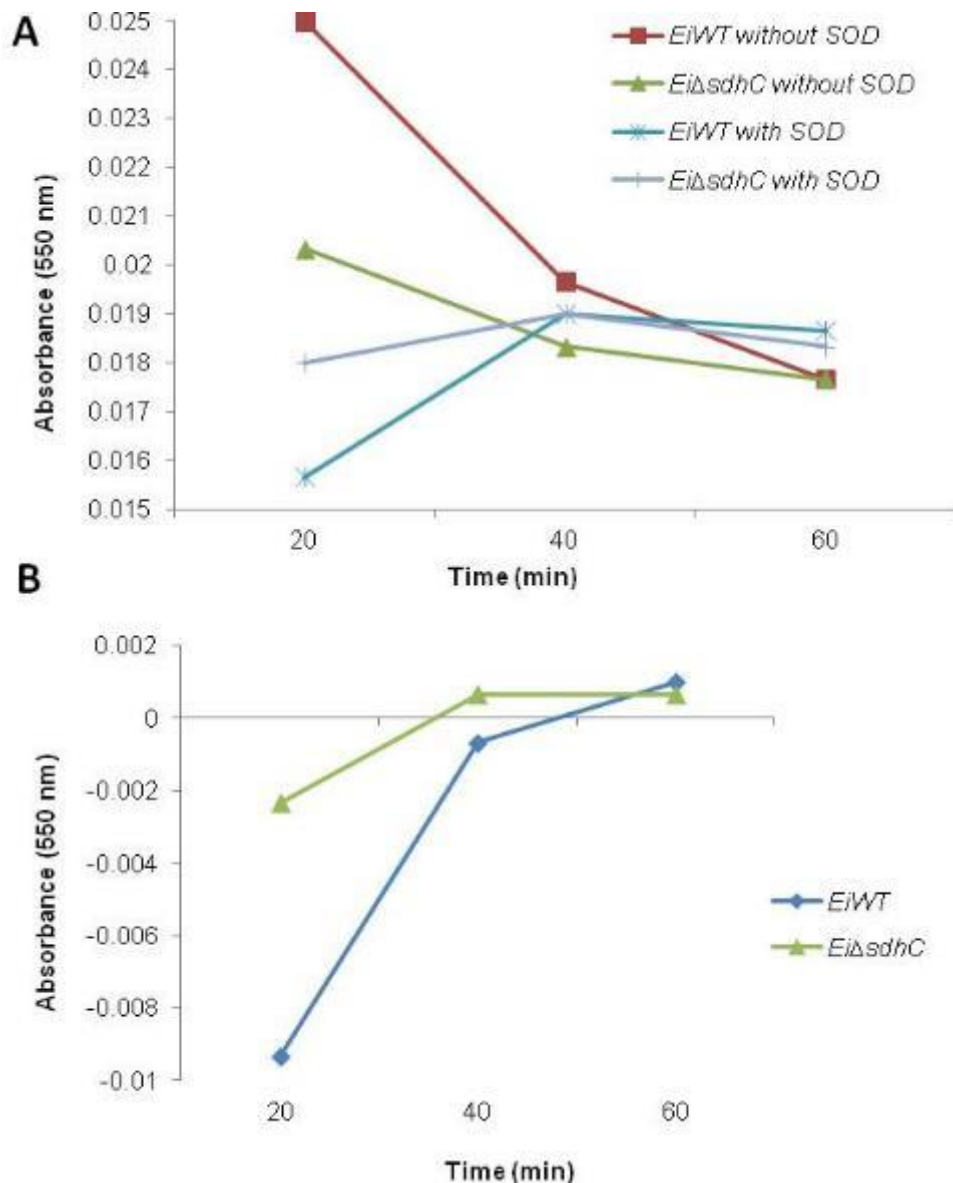 A
0.025
0.024
0.023
0.022
0.021
0.02
0.019
0.018
0.017
0.016
0.015
Absorbance (550 nm)
20 40 60
Time (min)
EiWT without SOD
EiΔsdhC without SOD
EiWT with SOD
EiΔsdhC with SOD
B
0.002
0
-0.002
-0.004
-0.006
-0.008
-0.01
Absorbance (550 nm)
20 40 60
Time (min)
EiWT
EiΔsdhC